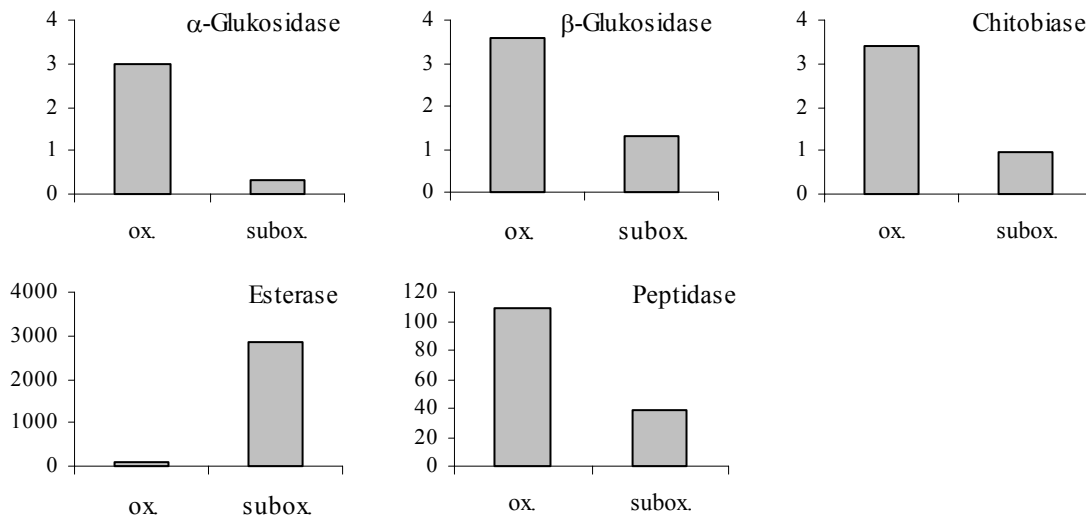 α-Glukosidase
4
3
2
1
0
ox.
subox.
β-Glukosidase
4
3
2
1
0
ox.
subox.
Chitobiase
4
3
2
1
0
ox.
subox.
Esterase
4000
3000
2000
1000
0
ox.
subox.
Peptidase
120
100
80
60
40
20
0
ox.
subox.